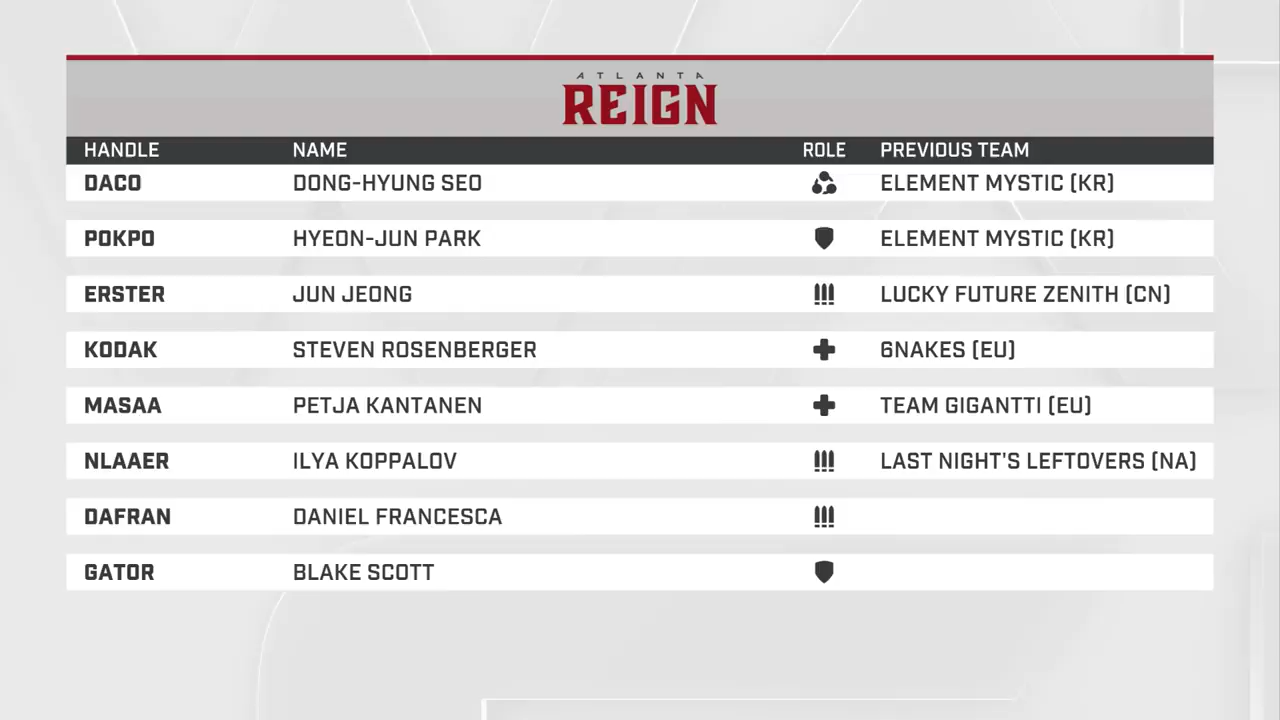 ATLANTA
REIGN
HANDLE NAME ROLE PREVIOUS TEAM
DACO DONG-HYUNG SEO ELEMENT MYSTIC (KR)
POKPO HYEON-JUN PARK ELEMENT MYSTIC (KR)
ERSTER JUN JEONG LUCKY FUTURE ZENITH (CN)
KODAK STEVEN ROSENBERGER 6NAKES (EU)
MASAA PETJA KANTANEN TEAM GIGANTTI (EU)
NLAAER ILYA KOPPALOV LAST NIGHT'S LEFTOVERS (NA)
DAFRAN DANIEL FRANCESCA
GATOR BLAKE SCOTT